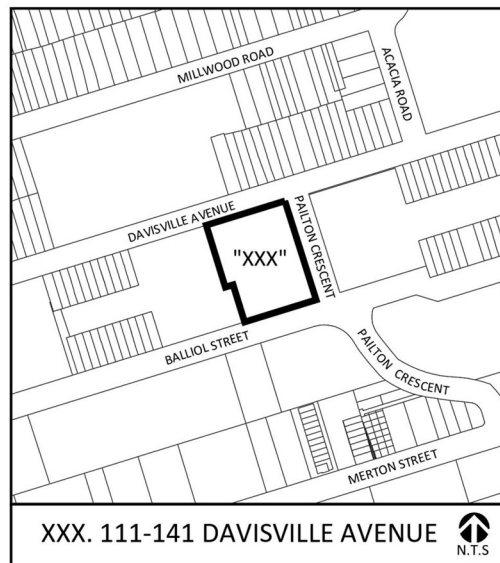 MILLWOOD ROAD
ACACIA ROAD
DAVISVILLE AVENUE
PAILTON CRESCENT
"XXX"
BALLIOL STREET
PAILTON CRESCENT
MERTON STREET
XXX. 111-141 DAVISVILLE AVENUE
N.T.S